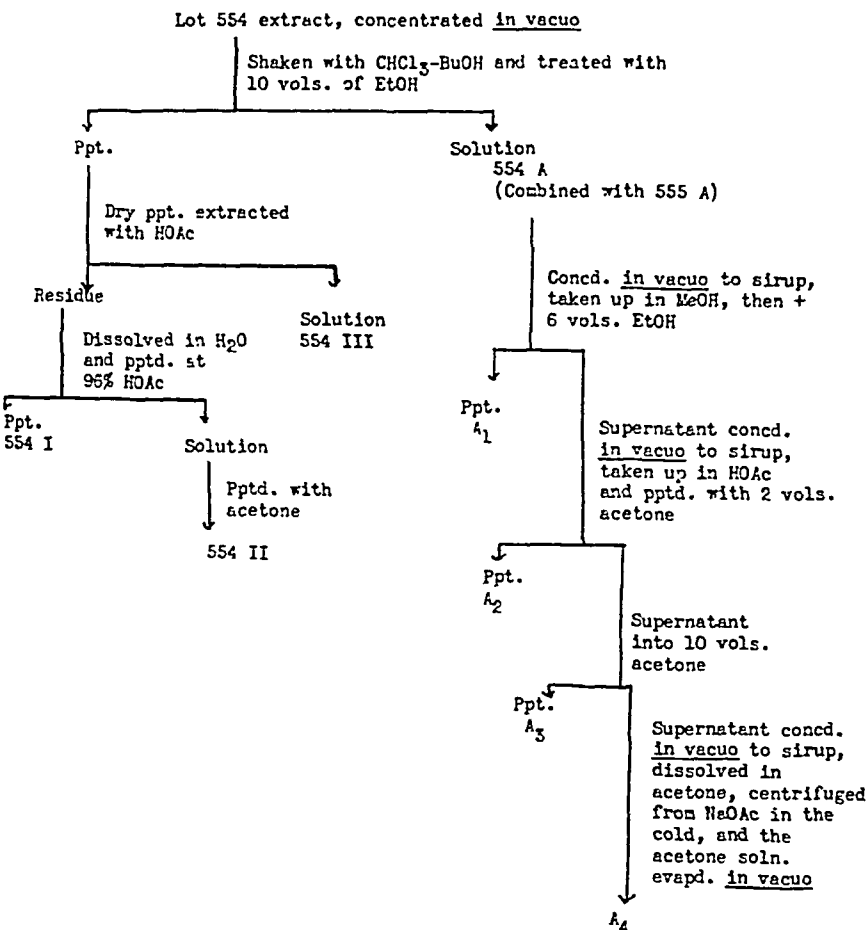 Lot 554 extract, concentrated in vacuo
Shaken with CHCl3-BuOH and treated with
10 vols. of EtOH
Ppt.
Solution
554 A
(Combined with 555 A)
Dry ppt. extracted
with HOAc
Residue
Solution
554 III
Dissolved in H2O
and pptd. at
96% HOAc
Ppt.
554 I
Solution
Pptd. with
acetone
554 II
Concd. in vacuo to sirup,
taken up in MeOH, then +
6 vols. EtOH
Ppt.
A1
Supernatant concd.
in vacuo to sirup,
taken up in HOAc
and pptd. with 2 vols.
acetone
Ppt.
A2
Supernatant
into 10 vols.
acetone
Ppt.
A3
Supernatant concd.
in vacuo to sirup,
dissolved in
acetone, centrifuged
from NaOAc in the
cold, and the
acetone soln.
evapd. in vacuo
A4